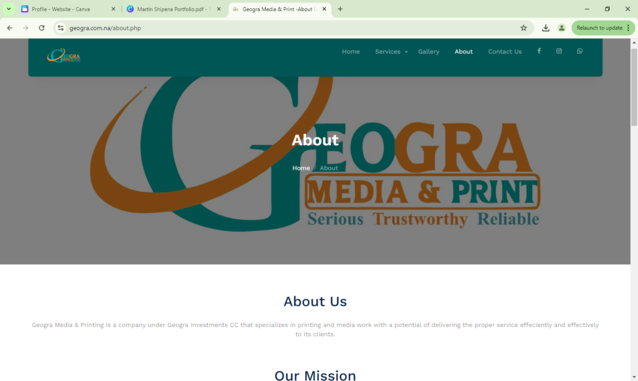 Profile - Website - Canva
Martin Shipena Portfolio.pdf -
Geogra Media & Print -About
geogra.com.na/about.php
Relaunch to update
GEOGRA
Home
Services
Gallery
About
Contact Us
GEOGRA
MEDIA & PRINT
Serious Trustworthy Reliable
About
Home
About
About Us
Geogra Media & Printing is a company under Geogra Investments CC that specializes in printing and media work with a potential of delivering the proper service effeciently and effectively
to its clients.
Our Mission